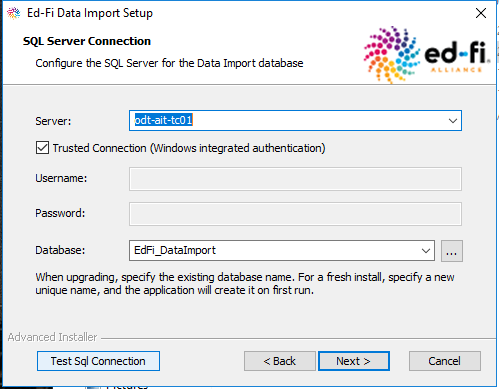 Ed-Fi Data Import Setup
SQL Server Connection
Configure the SQL Server for the Data Import database
ed-fi
ALLIANCE
Server:
odt-ait-tc01
Trusted Connection (Windows integrated authentication)
Username:
Password:
Database:
EdFi_DataImport
...
When upgrading, specify the existing database name. For a fresh install, specify a new
unique name, and the application will create it on first run.
Advanced Installer
Test Sql Connection
< Back
Next >
Cancel
Pictures